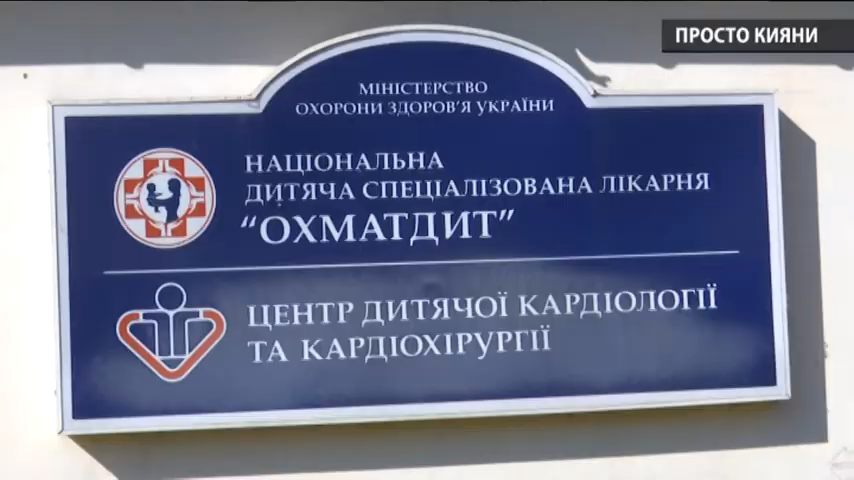 ПРОСТО КИЯНИ
МІНІСТЕРСТВО
ОХОРОНИ ЗДОРОВ'Я УКРАЇНИ
НАЦІОНАЛЬНА
ДИТЯЧА СПЕЦІАЛІЗОВАНА ЛІКАРНЯ
“ОХМАТДИТ”
ЦЕНТР ДИТЯЧОЇ КАРДІОЛОГІЇ
ТА КАРДІОХІРУРГІЇ